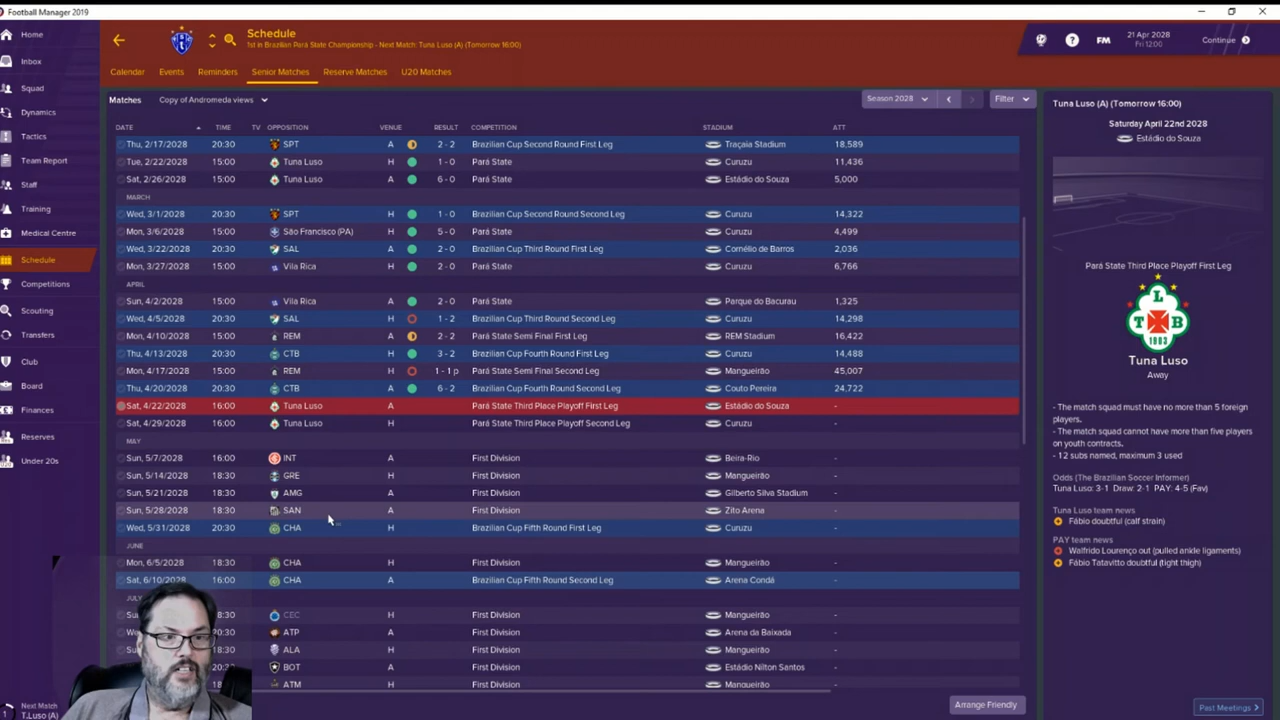 Football Manager 2019
Home
Inbox
Squad
Dynamics
Tactics
Team Report
Staff
Training
Medical Centre
Schedule
Competitions
Scouting
Transfers
Club
Board
Finances
Reserves
Under 20s
Next Match
T.Luso (A)
Schedule
1st in Brazilian Pará State Championship - Next Match: Tuna Luso (A) (Tomorrow 16:00)
FM
21 Apr 2028
Fri 12:00
Continue
Calendar Events Reminders Senior Matches Reserve Matches U20 Matches
Matches Copy of Andromeda views Season 2028 Filter
DATE TIME TV OPPOSITION VENUE RESULT COMPETITION STADIUM ATT
Thu, 2/17/2028 20:30 SPT A 2 - 2 Brazilian Cup Second Round First Leg Traçaia Stadium 18,589
Tue, 2/22/2028 15:00 Tuna Luso H 1 - 0 Pará State Curuzu 11,436
Sat, 2/26/2028 15:00 Tuna Luso A 6 - 0 Pará State Estádio do Souza 5,000
MARCH
Wed, 3/1/2028 20:30 SPT H 1 - 0 Brazilian Cup Second Round Second Leg Curuzu 14,322
Mon, 3/6/2028 15:00 São Francisco (PA) H 5 - 0 Pará State Curuzu 4,499
Wed, 3/22/2028 20:30 SAL A 2 - 0 Brazilian Cup Third Round First Leg Cornélio de Barros 2,036
Mon, 3/27/2028 15:00 Vila Rica H 2 - 0 Pará State Curuzu 6,766
APRIL
Sun, 4/2/2028 15:00 Vila Rica A 2 - 0 Pará State Parque do Bacurau 1,325
Wed, 4/5/2028 20:30 SAL H 1 - 2 Brazilian Cup Third Round Second Leg Curuzu 14,298
Mon, 4/10/2028 15:00 REM A 2 - 2 Pará State Semi Final First Leg REM Stadium 16,422
Thu, 4/13/2028 20:30 CTB H 3 - 2 Brazilian Cup Fourth Round First Leg Curuzu 14,488
Mon, 4/17/2028 15:00 REM H 1 - 1 p Pará State Semi Final Second Leg Mangueirão 45,007
Thu, 4/20/2028 20:30 CTB A 6 - 2 Brazilian Cup Fourth Round Second Leg Couto Pereira 24,722
Sat, 4/22/2028 16:00 Tuna Luso A Pará State Third Place Playoff First Leg Estádio do Souza -
Sat, 4/29/2028 16:00 Tuna Luso H Pará State Third Place Playoff Second Leg Curuzu -
MAY
Sun, 5/7/2028 16:00 INT A First Division Beira-Rio -
Sun, 5/14/2028 18:30 GRE H First Division Mangueirão -
Sun, 5/21/2028 18:30 AMG A First Division Gilberto Silva Stadium -
Sun, 5/28/2028 18:30 SAN A First Division Zito Arena -
Wed, 5/31/2028 20:30 CHA H Brazilian Cup Fifth Round First Leg Curuzu -
JUNE
Mon, 6/5/2028 18:30 CHA H First Division Mangueirão -
Sat, 6/10/2028 16:00 CHA A Brazilian Cup Fifth Round Second Leg Arena Condá -
JULY
18:30 CEC H First Division Mangueirão -
20:30 ATP A First Division Arena da Baixada -
18:30 ALA H First Division Mangueirão -
20:30 BOT A First Division Estádio Nilton Santos -
18:30 ATM H First Division Mangueirão -
Arrange Friendly
Tuna Luso (A) (Tomorrow 16:00)
Saturday April 22nd 2028
Estádio do Souza
Pará State Third Place Playoff First Leg
L
T B
1903
Tuna Luso
Away
- The match squad must have no more than 5 foreign
players.
- The match squad cannot have more than five players
on youth contracts.
- 12 subs named, maximum 3 used
Odds (The Brazilian Soccer Informer)
Tuna Luso: 3-1 Draw: 2-1 PAY: 4-5 (Fav)
Tuna Luso team news
Fábio doubtful (calf strain)
PAY team news
Walfrido Lourenço out (pulled ankle ligaments)
Fábio Tatavitto doubtful (tight thigh)
Past Meetings